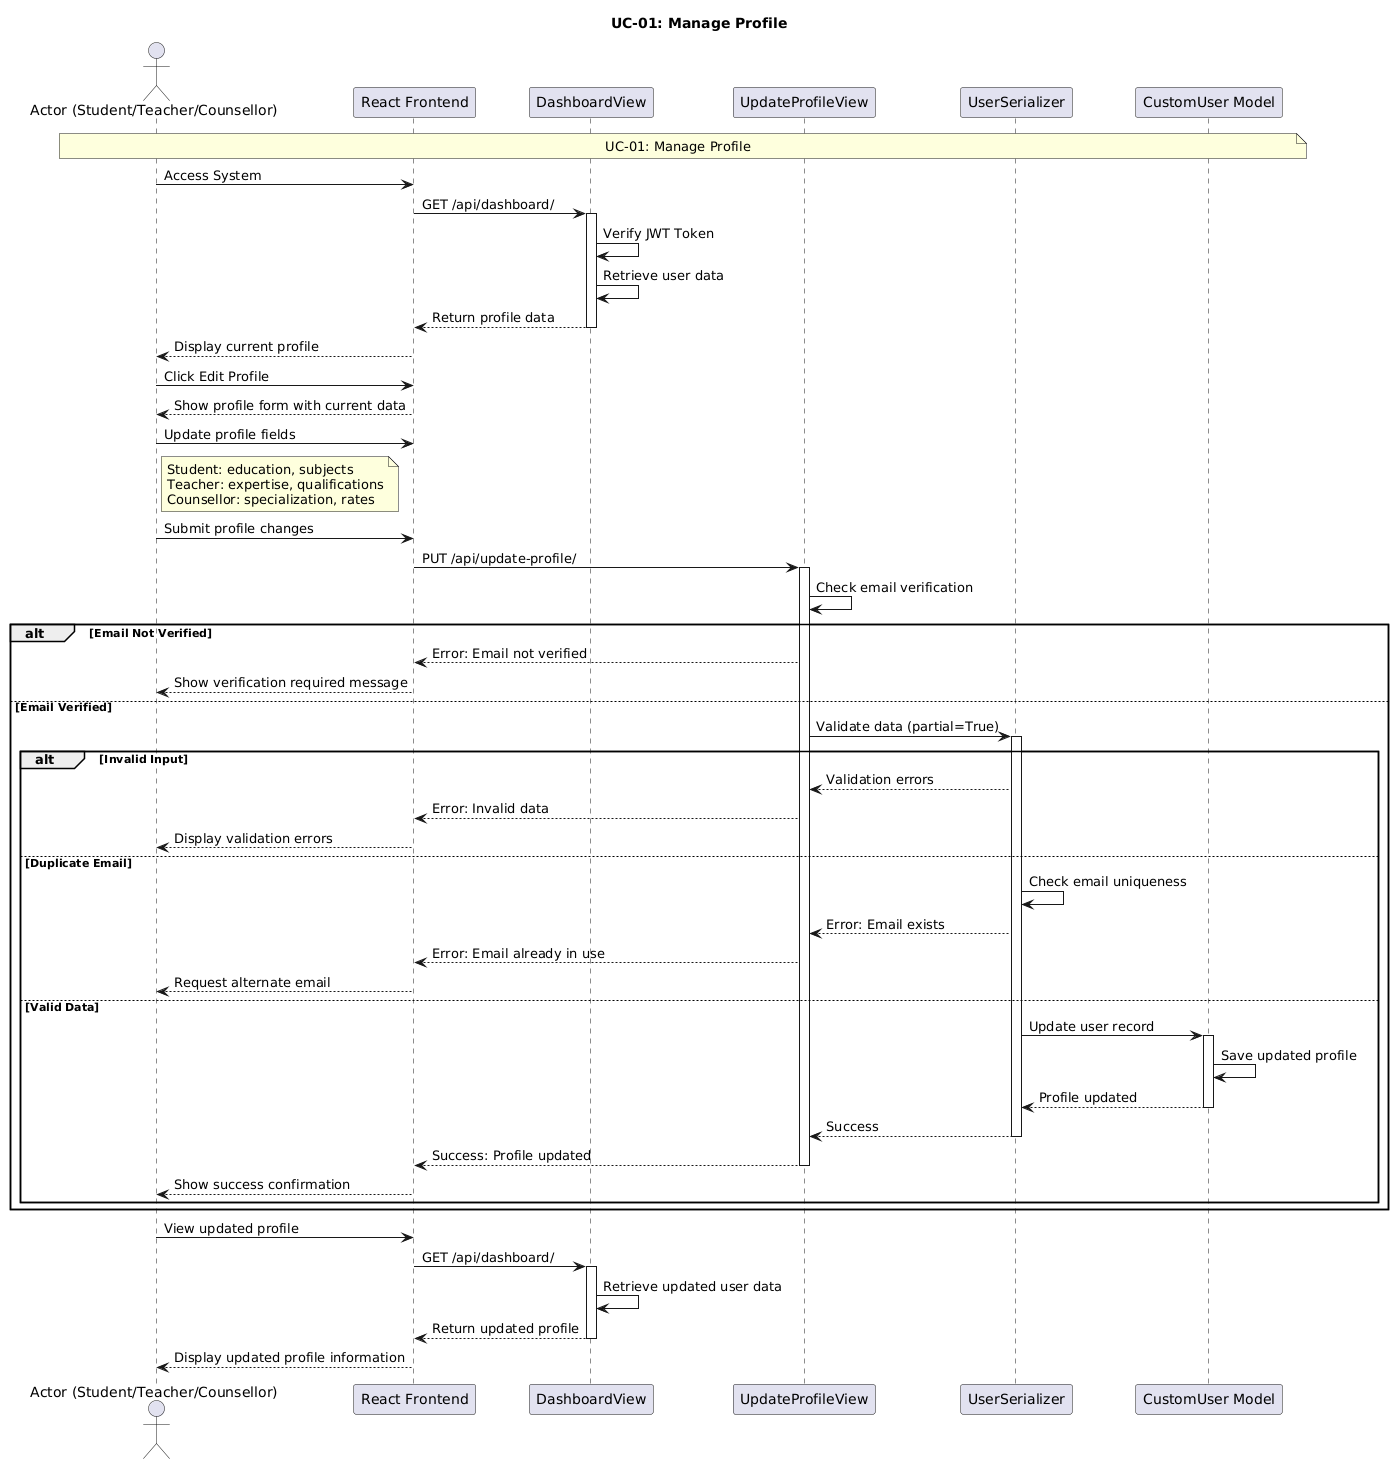 UC-01: Manage Profile
Actor (Student/Teacher/Counsellor)
React Frontend
DashboardView
UpdateProfileView
UserSerializer
CustomUser Model
UC-01: Manage Profile
Access System
GET /api/dashboard/
Verify JWT Token
Retrieve user data
Return profile data
Display current profile
Click Edit Profile
Show profile form with current data
Update profile fields
Student: education, subjects
Teacher: expertise, qualifications
Counsellor: specialization, rates
Submit profile changes
PUT /api/update-profile/
Check email verification
alt
[Email Not Verified]
Error: Email not verified
Show verification required message
[Email Verified]
Validate data (partial=True)
alt
[Invalid Input]
Validation errors
Error: Invalid data
Display validation errors
[Duplicate Email]
Check email uniqueness
Error: Email exists
Error: Email already in use
Request alternate email
[Valid Data]
Update user record
Save updated profile
Profile updated
Success
Success: Profile updated
Show success confirmation
View updated profile
GET /api/dashboard/
Retrieve updated user data
Return updated profile
Display updated profile information
Actor (Student/Teacher/Counsellor)
React Frontend
DashboardView
UpdateProfileView
UserSerializer
CustomUser Model